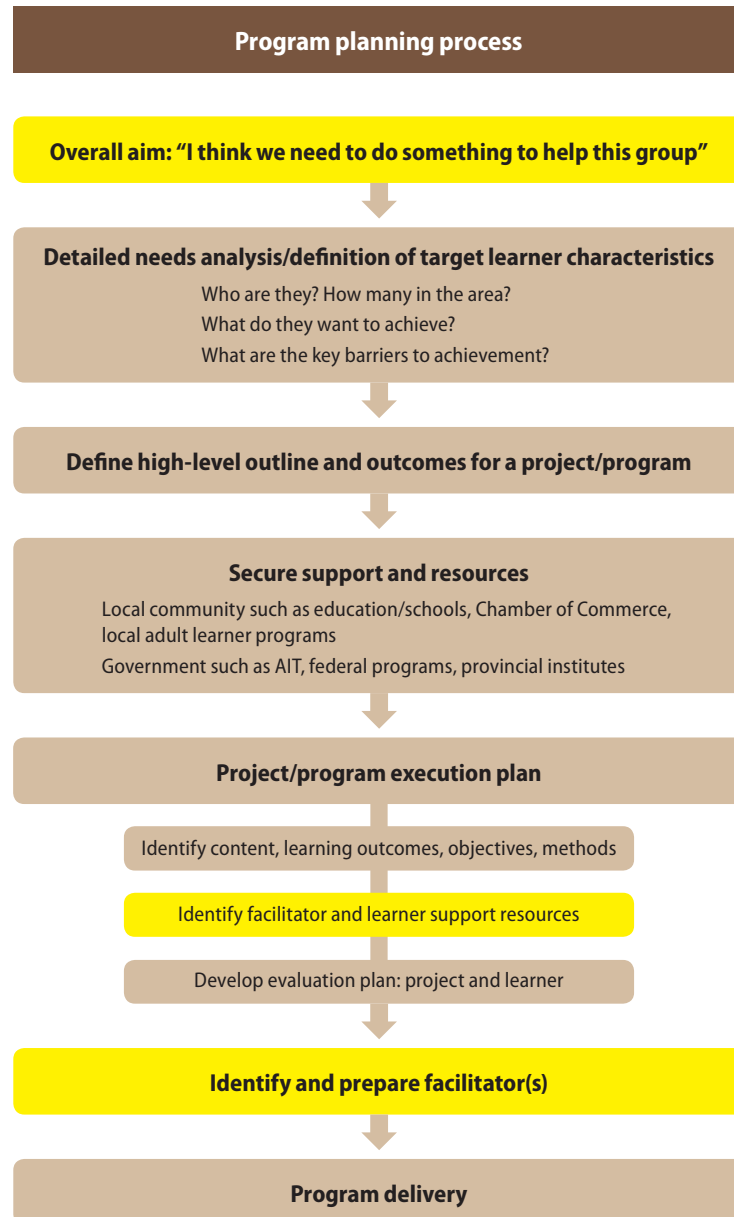 Program planning process
Overall aim: “I think we need to do something to help this group”
Detailed needs analysis/definition of target learner characteristics
Who are they? How many in the area?
What do they want to achieve?
What are the key barriers to achievement?
Define high-level outline and outcomes for a project/program
Secure support and resources
Local community such as education/schools, Chamber of Commerce,
local adult learner programs
Government such as AIT, federal programs, provincial institutes
Project/program execution plan
Identify content, learning outcomes, objectives, methods
Identify facilitator and learner support resources
Develop evaluation plan: project and learner
Identify and prepare facilitator(s)
Program delivery